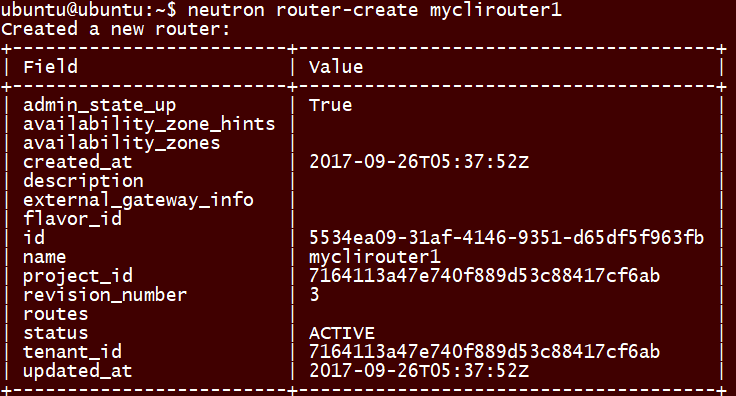 ubuntu@ubuntu:~$ neutron router-create myclirouter1
Created a new router:
+-----------------------+--------------------------------------+
| Field                 | Value                                |
+-----------------------+--------------------------------------+
| admin_state_up        | True                                 |
| availability_zone_hints |                                      |
| availability_zones    |                                      |
| created_at            | 2017-09-26T05:37:52Z                 |
| description           |                                      |
| external_gateway_info |                                      |
| flavor_id             |                                      |
| id                    | 5534ea09-31af-4146-9351-d65df5f963fb |
| name                  | myclirouter1                         |
| project_id            | 7164113a47e740f889d53c88417cf6ab     |
| revision_number       | 3                                    |
| routes                |                                      |
| status                | ACTIVE                               |
| tenant_id             | 7164113a47e740f889d53c88417cf6ab     |
| updated_at            | 2017-09-26T05:37:52Z                 |
+-----------------------+--------------------------------------+